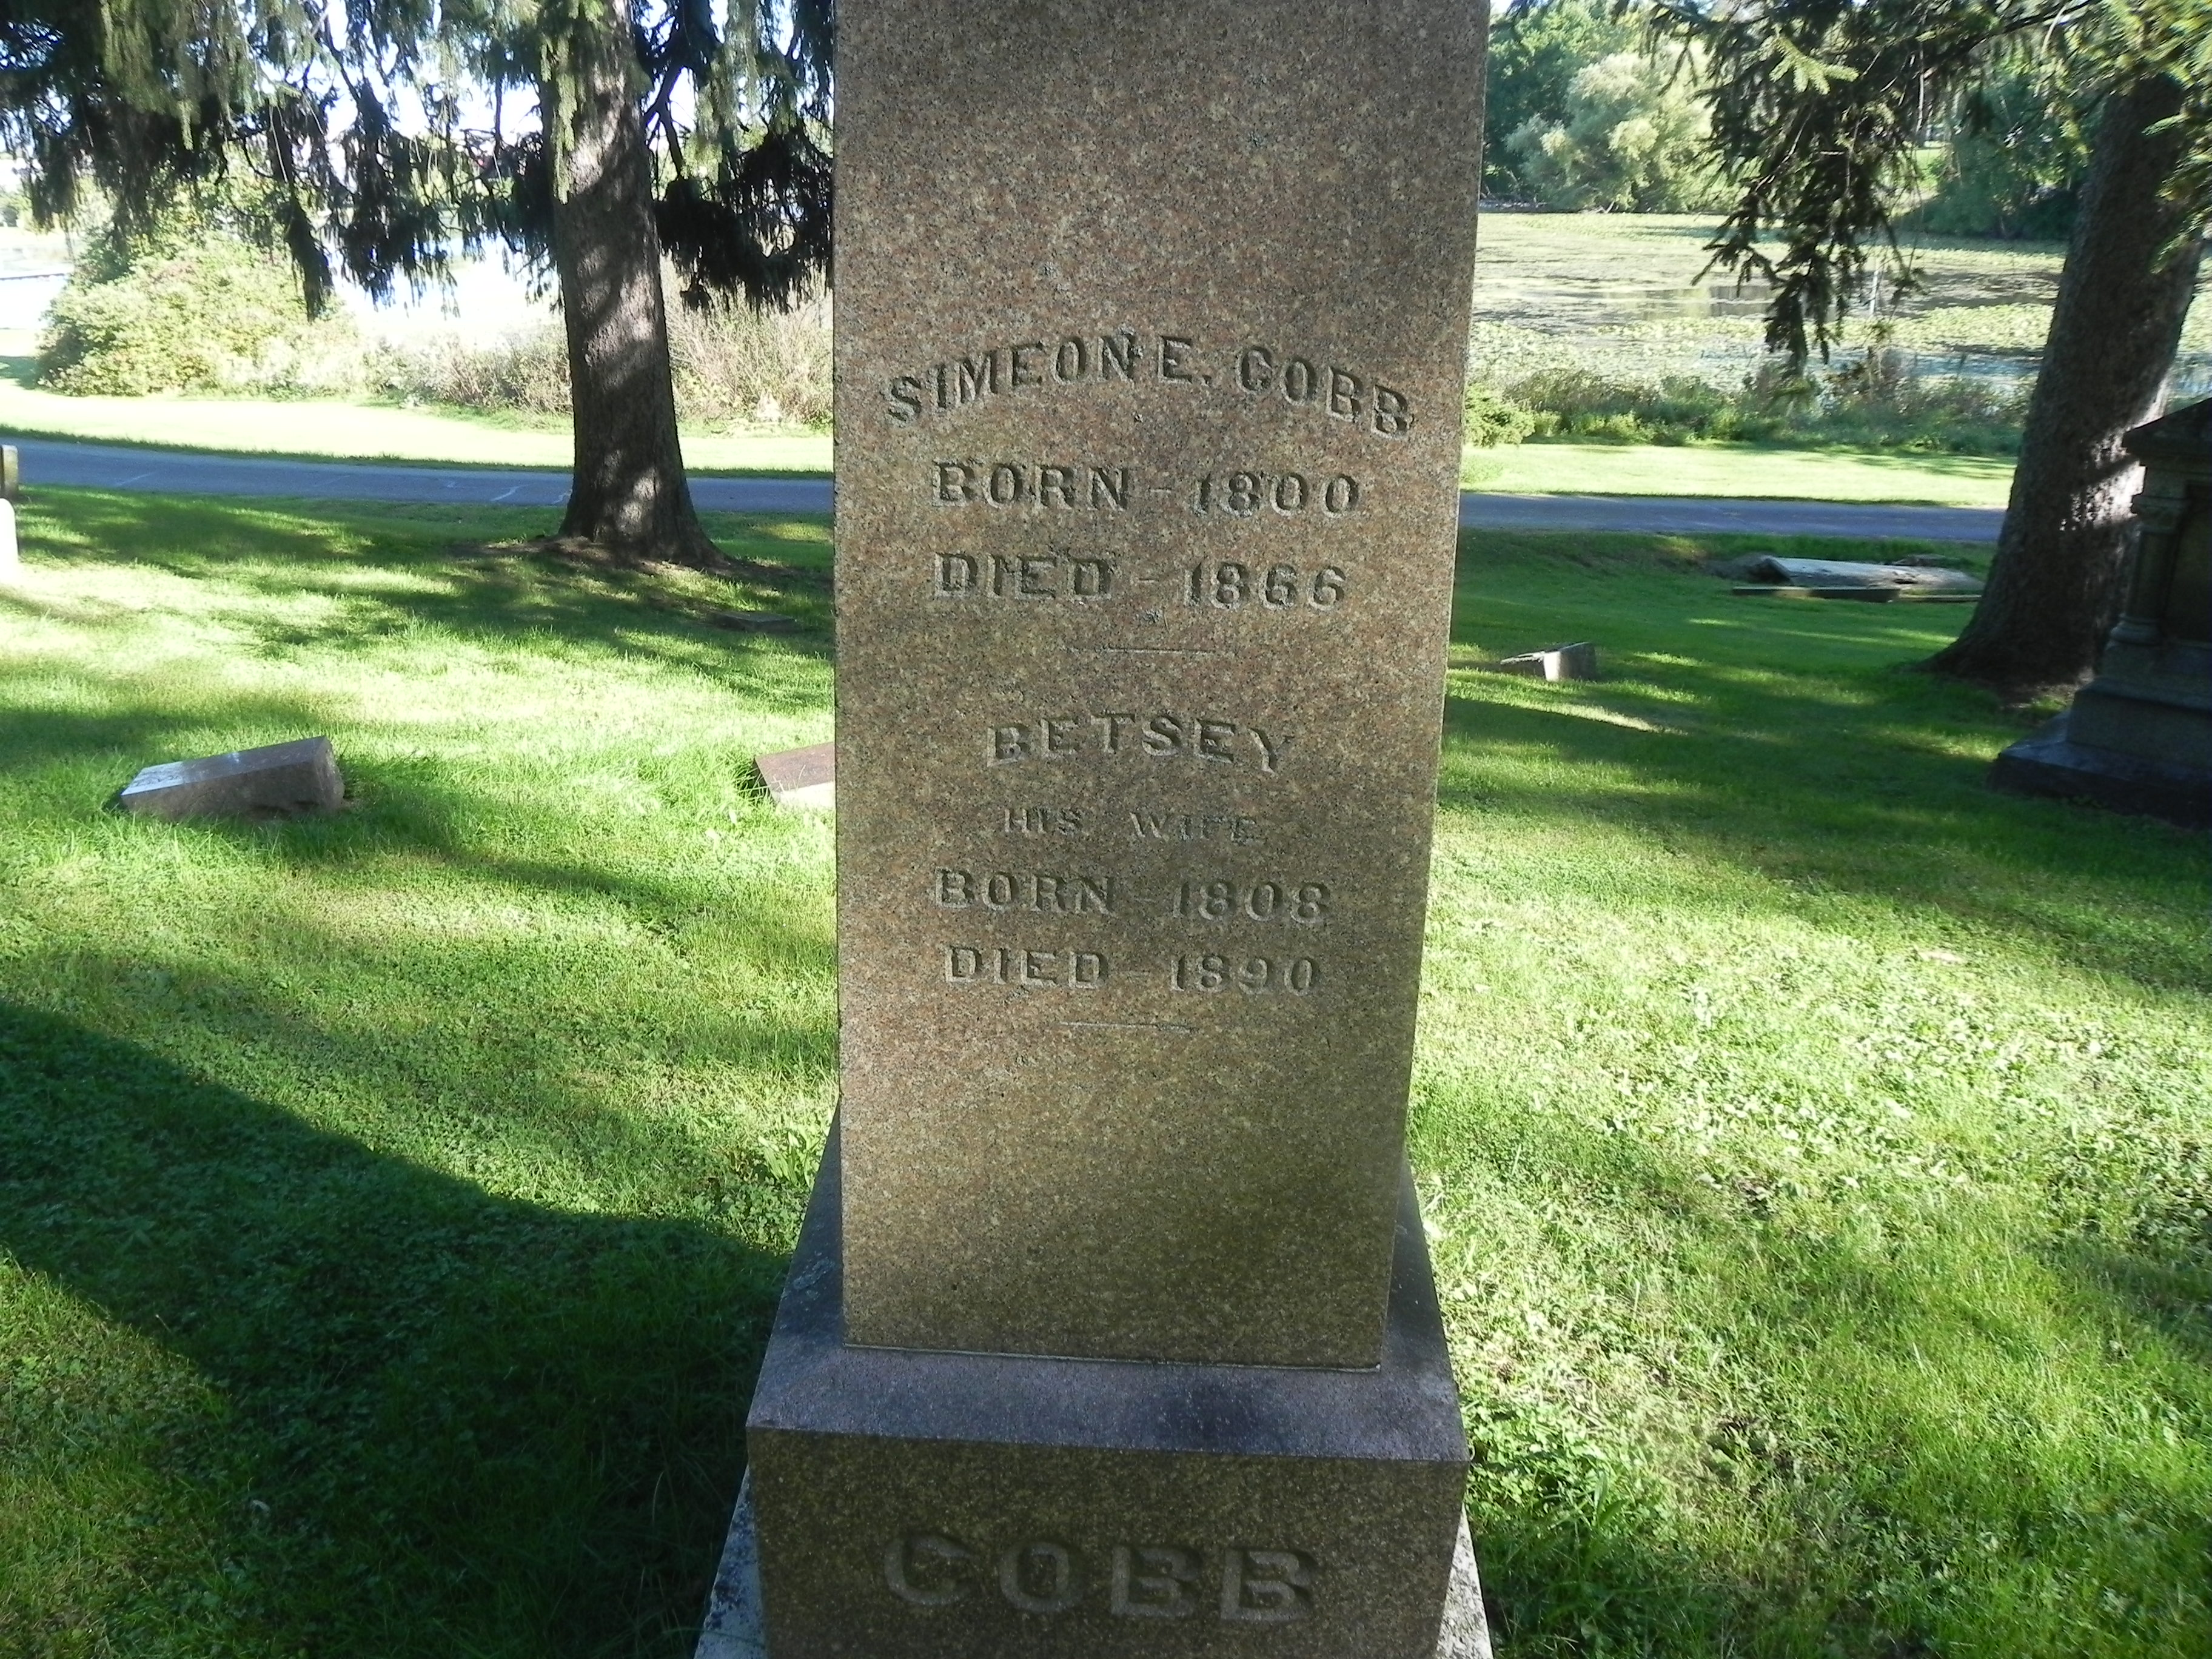 SIMEON E. COBB
BORN - 1800
DIED - 1866
BETSEY
HIS WIFE
BORN - 1808
DIED - 1890
COBB